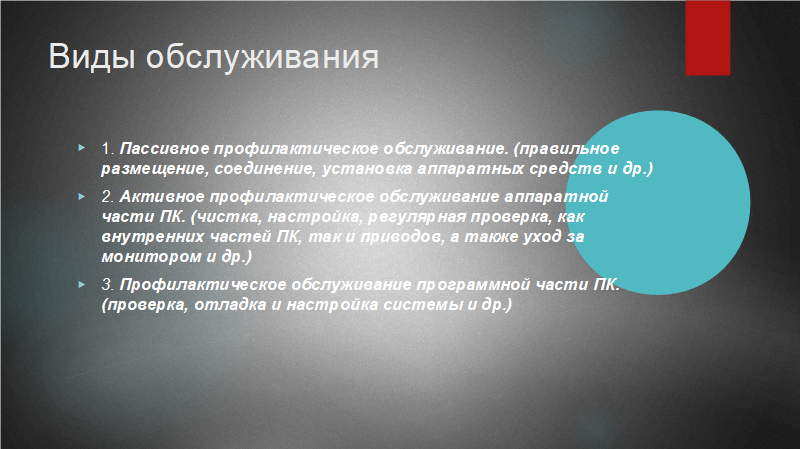 Виды обслуживания
1. Пассивное профилактическое обслуживание. (правильное
размещение, соединение, установка аппаратных средств и др.)
2. Активное профилактическое обслуживание аппаратной
части ПК. (чистка, настройка, регулярная проверка, как
внутренних частей ПК, так и приводов, а также уход за
монитором и др.)
3. Профилактическое обслуживание программной части ПК.
(проверка, отладка и настройка системы и др.)